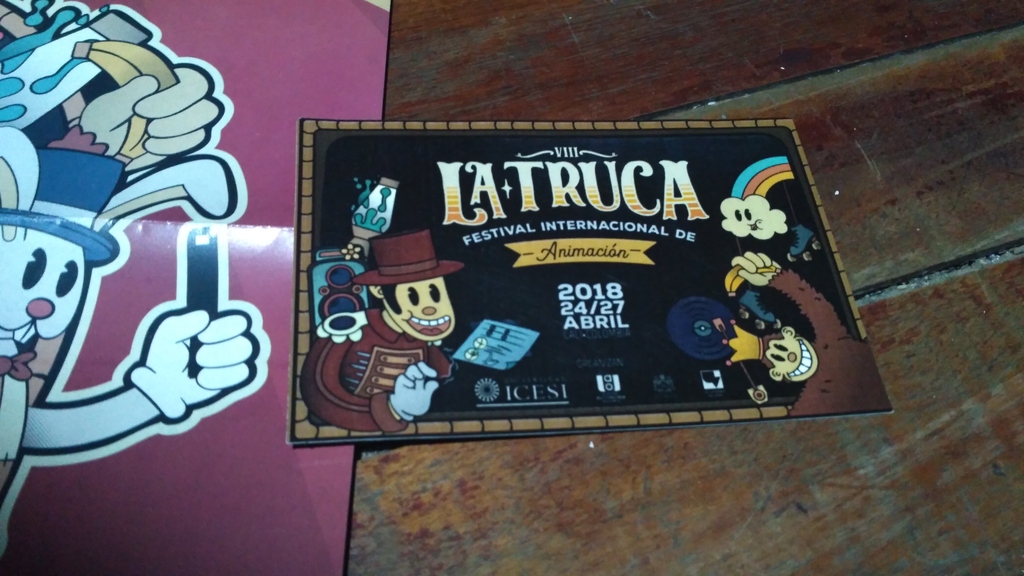 VIII
LA TRUCA
FESTIVAL INTERNACIONAL DE
Animación
2018
24/27
ABRIL
ICESI